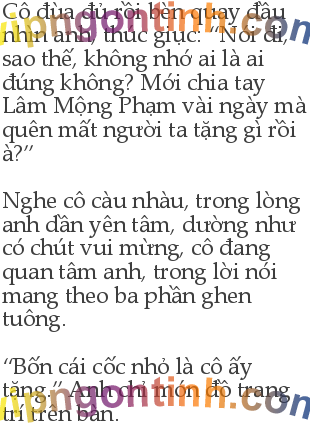 Cô đùa đủ rồi bèn quay đầu
nhìn anh, thúc giục: “Nói đi,
sao thế, không nhớ ai là ai
đúng không? Mới chia tay
Lâm Mộng Phạm vài ngày mà
quên mất người ta tặng gì rồi
à?”
Nghe cô càu nhàu, trong lòng
anh dần yên tâm, dường như
có chút vui mừng, cô đang
quan tâm anh, trong lời nói
mang theo ba phần ghen
tuông.
“Bốn cái cốc nhỏ là cô ấy
tặng.” Anh chỉ món đồ trang
trí trên bàn.
vipngontinh.com
vipngontinh.com